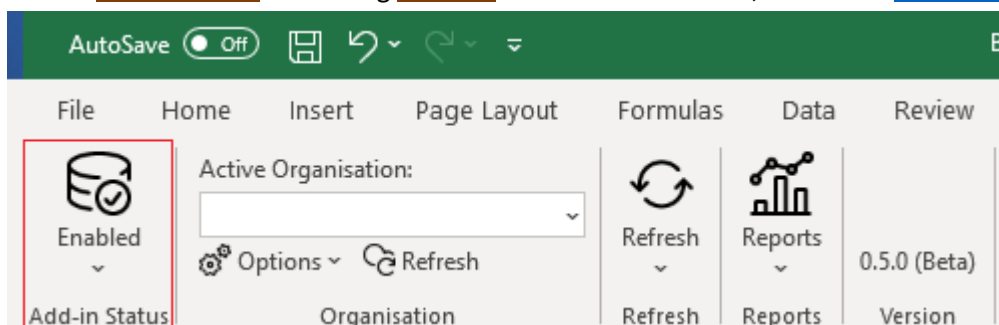 AutoSave Off
File Home Insert Page Layout Formulas Data Review
Active Organisation:
Enabled
Options Refresh
Refresh
Reports
0.5.0 (Beta)
Add-in Status Organisation Refresh Reports Version